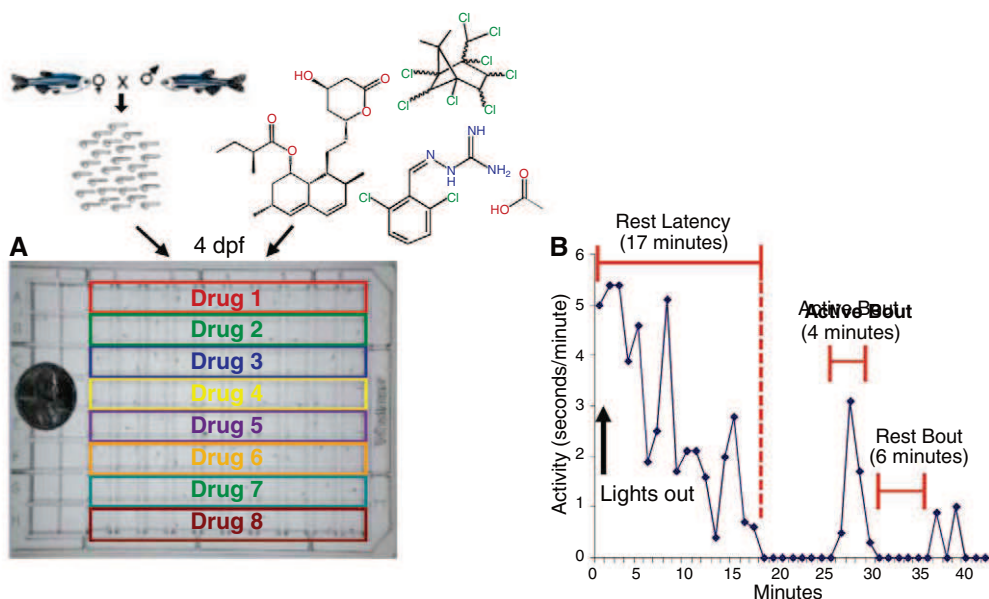 ♀ X ♂
HO
O
O
O
O
Cl
Cl
Cl
Cl
Cl
Cl
Cl
Cl
NH
N
N
H
NH2
Cl
Cl
O
HO
A
4 dpf
Drug 1
Drug 2
Drug 3
Drug 4
Drug 5
Drug 6
Drug 7
Drug 8
B
Rest Latency
(17 minutes)
Active Bout
Active Bout
(4 minutes)
Rest Bout
(6 minutes)
Lights out
Activity (seconds/minute)
6
5
4
3
2
1
0
0 5 10 15 20 25 30 35 40
Minutes